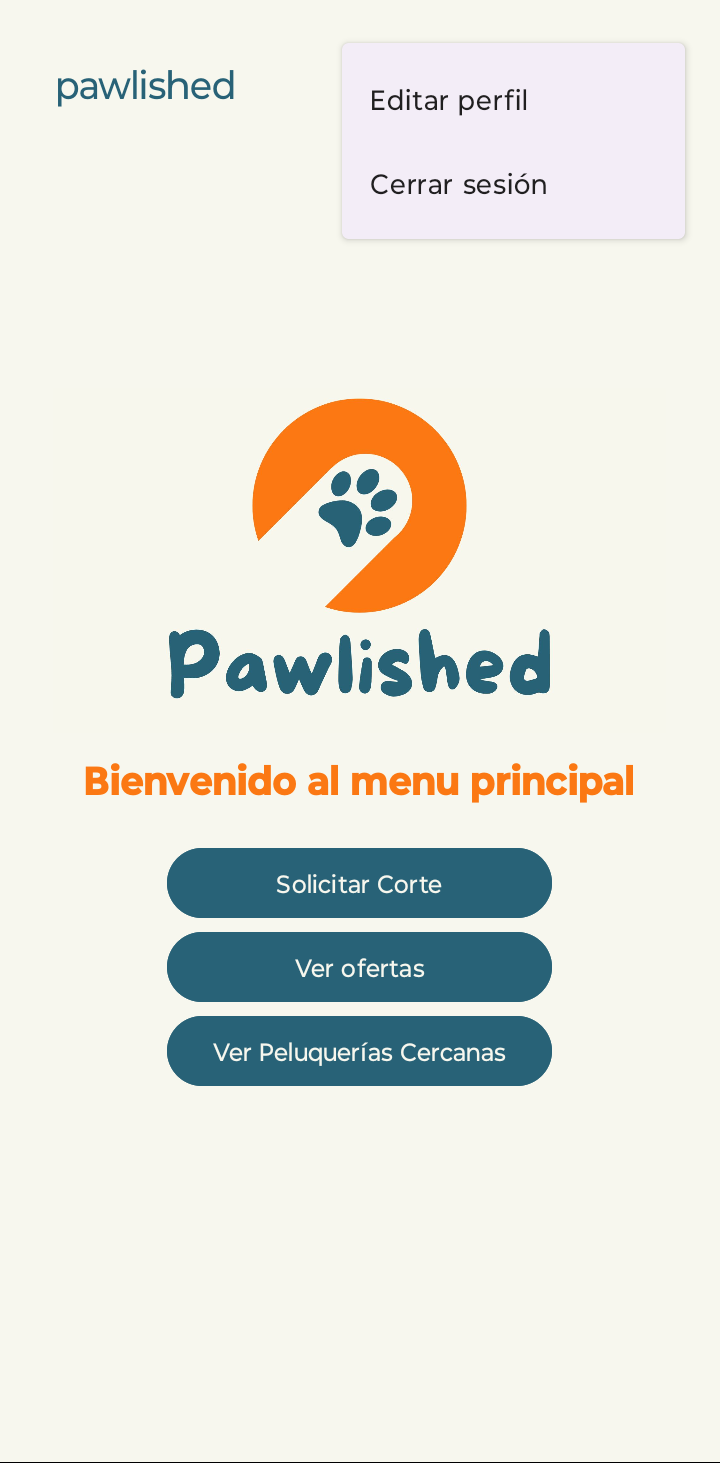 pawlished
Editar perfil
Cerrar sesión
Pawlished
Bienvenido al menu principal
Solicitar Corte
Ver ofertas
Ver Peluquerías Cercanas